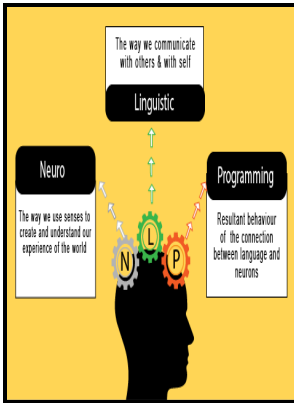 The way we communicate
with others & with self
Linguistic
Neuro
The way we use senses to
create and understand our
experience of the world
Programming
Resultant behaviour
of the connection
between language and
neurons
N
L
P